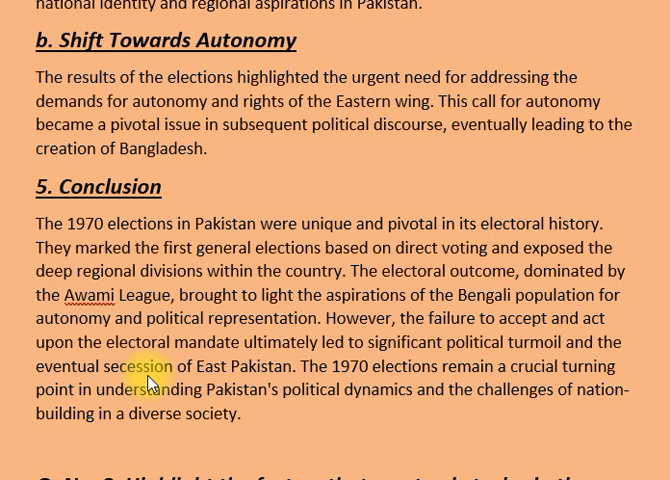 national identity and regional aspirations in Pakistan.
b. Shift Towards Autonomy
The results of the elections highlighted the urgent need for addressing the
demands for autonomy and rights of the Eastern wing. This call for autonomy
became a pivotal issue in subsequent political discourse, eventually leading to the
creation of Bangladesh.
5. Conclusion
The 1970 elections in Pakistan were unique and pivotal in its electoral history.
They marked the first general elections based on direct voting and exposed the
deep regional divisions within the country. The electoral outcome, dominated by
the Awami League, brought to light the aspirations of the Bengali population for
autonomy and political representation. However, the failure to accept and act
upon the electoral mandate ultimately led to significant political turmoil and the
eventual secession of East Pakistan. The 1970 elections remain a crucial turning
point in understanding Pakistan's political dynamics and the challenges of nation-
building in a diverse society.